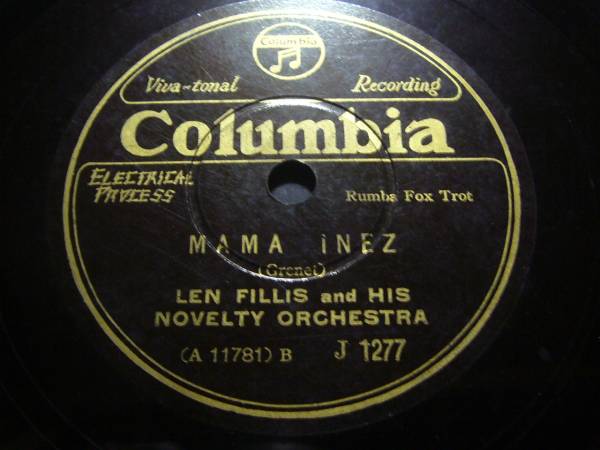 Columbia
Viva-tonal Recording
Columbia
ELECTRICAL
PROCESS
Rumba Fox Trot
MAMA INEZ
(Grenet)
LEN FILLIS and HIS
NOVELTY ORCHESTRA
(A 11781) B J 1277